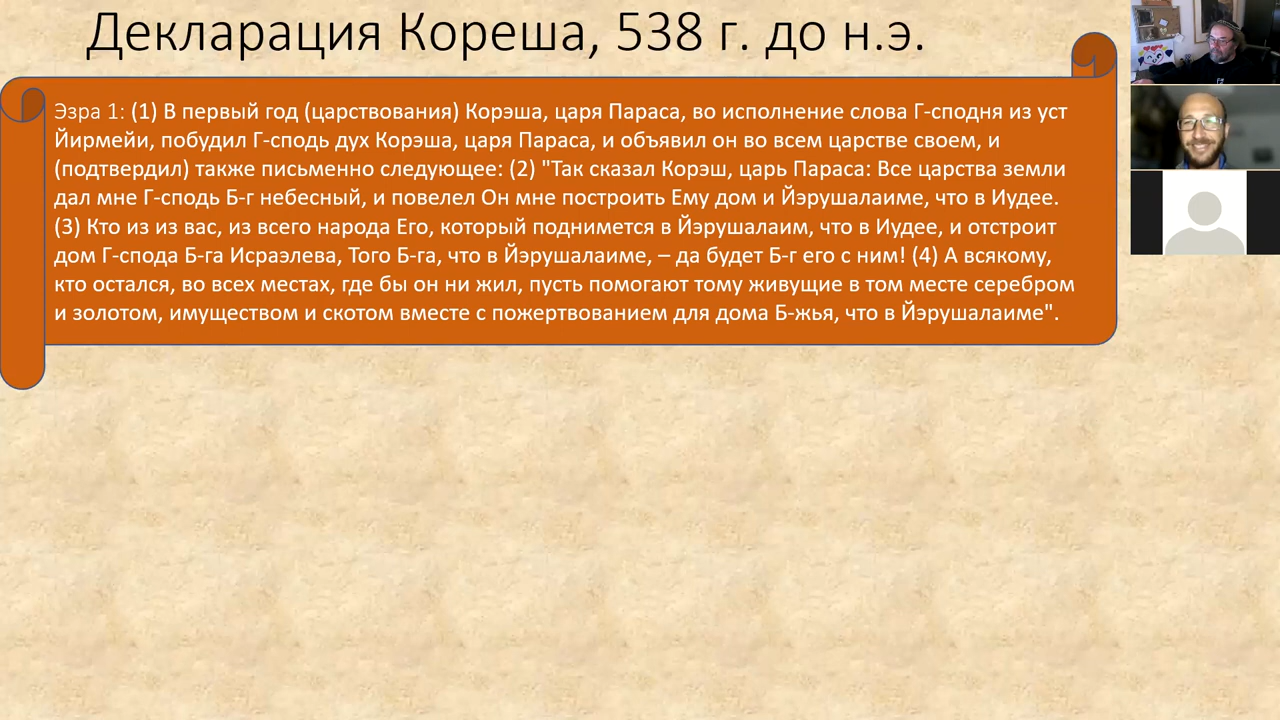 Декларация Кореша, 538 г. до н.э.
Эзра 1: (1) В первый год (царствования) Корэша, царя Параса, во исполнение слова Г-сподня из уст
Йирмейи, побудил Г-сподь дух Корэша, царя Параса, и объявил он во всем царстве своем, и
(подтвердил) также письменно следующее: (2) "Так сказал Корэш, царь Параса: Все царства земли
дал мне Г-сподь Б-г небесный, и повелел Он мне построить Ему дом и Йэрушалаиме, что в Иудее.
(3) Кто из из вас, из всего народа Его, который поднимется в Йэрушалаим, что в Иудее, и отстроит
дом Г-спода Б-га Исраэлева, Того Б-га, что в Йэрушалаиме, – да будет Б-г его с ним! (4) А всякому,
кто остался, во всех местах, где бы он ни жил, пусть помогают тому живущие в том месте серебром
и золотом, имуществом и скотом вместе с пожертвованием для дома Б-жья, что в Йэрушалаиме".